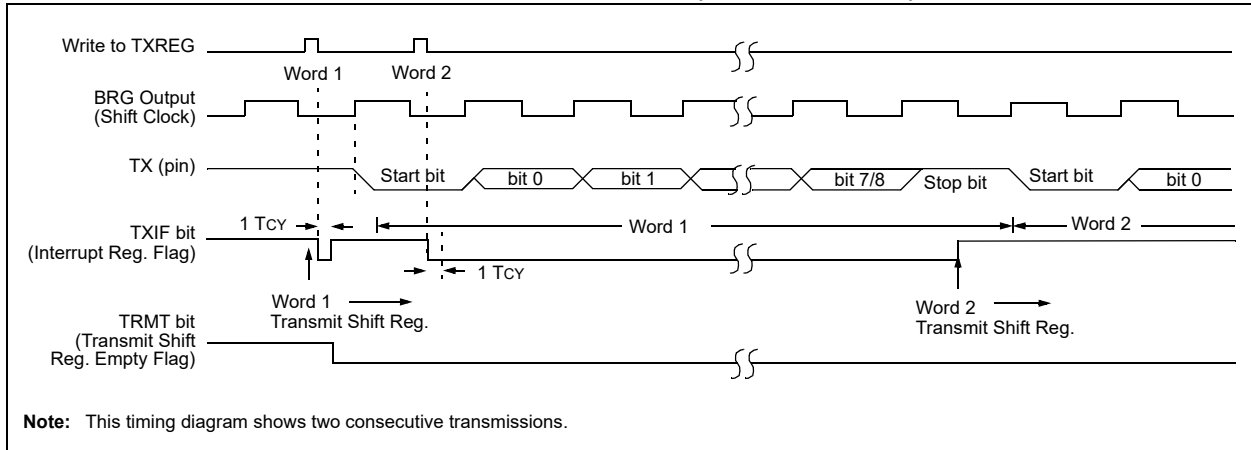 Write to TXREG
Word 1 Word 2
BRG Output
(Shift Clock)
TX (pin)
Start bit bit 0 bit 1 bit 7/8 Stop bit Start bit bit 0
1 TCY Word 1 Word 2
TXIF bit
(Interrupt Reg. Flag)
1 TCY
Word 1
Transmit Shift Reg.
Word 2
Transmit Shift Reg.
TRMT bit
(Transmit Shift
Reg. Empty Flag)
Note: This timing diagram shows two consecutive transmissions.